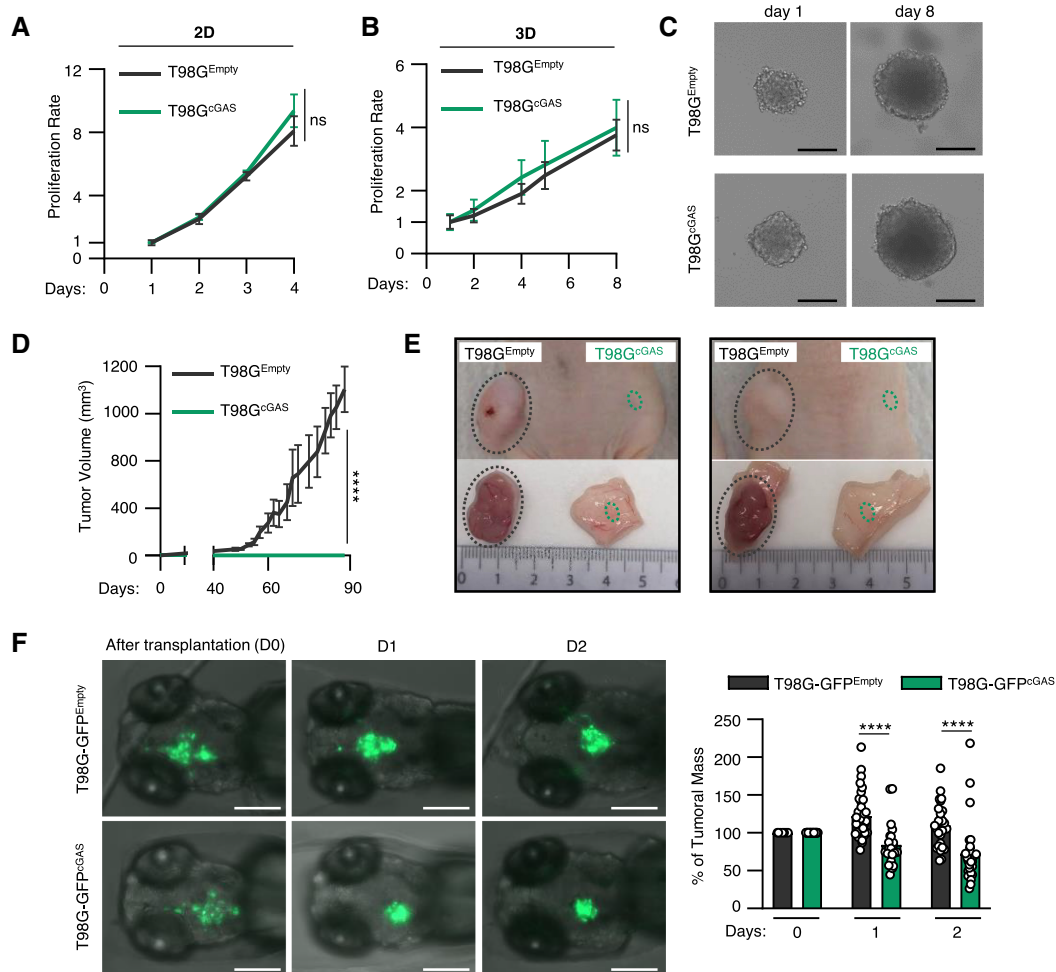 A
2D
12
8
4
1
0
Proliferation Rate
T98G^Empty
T98G^cGAS
ns
Days: 0 1 2 3 4
B
3D
6
4
2
1
0
Proliferation Rate
T98G^Empty
T98G^cGAS
ns
Days: 0 2 4 6 8
C
day 1 day 8
T98G^Empty
T98G^cGAS
D
1200
1000
800
400
0
Tumor Volume (mm³)
T98G^Empty
T98G^cGAS
****
Days: 0 40 60 90
E
T98G^Empty T98G^cGAS
0 1 2 3 4 5
T98G^Empty T98G^cGAS
0 1 2 3 4 5
F
After transplantation (D0) D1 D2
T98G-GFP^Empty
T98G-GFP^cGAS
T98G-GFP^Empty T98G-GFP^cGAS
250
200
150
100
50
0
% of Tumoral Mass
**** ****
Days: 0 1 2